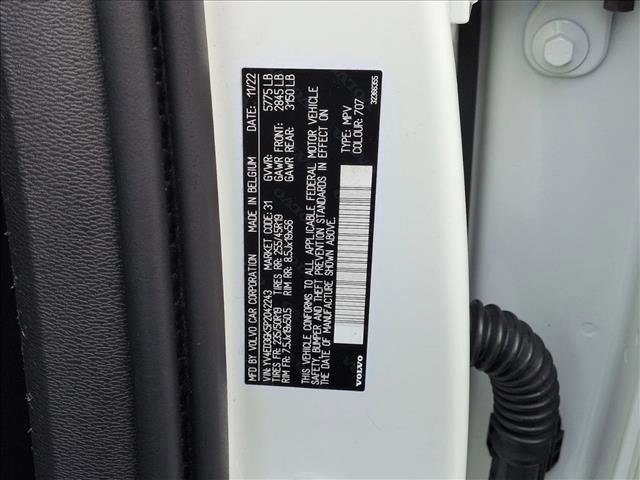 MFD BY VOLVO CAR CORPORATION MADE IN BELGIUM DATE: 11/22
VIN: MARKET CODE: 31 GVWR: 5775 LB
TIRES FR: 235/50R19 TIRES RR: 255/45R19 GAWR FRONT: 2845 LB
RIM FR: 7.5Jx19x50.5 RIM RR: 8.5Jx19x56 GAWR REAR: 3150 LB
THIS VEHICLE CONFORMS TO ALL APPLICABLE FEDERAL MOTOR VEHICLE
SAFETY, BUMPER AND THEFT PREVENTION STANDARDS IN EFFECT ON
THE DATE OF MANUFACTURE SHOWN ABOVE.
TYPE: MPV
COLOUR: 707
VOLVO